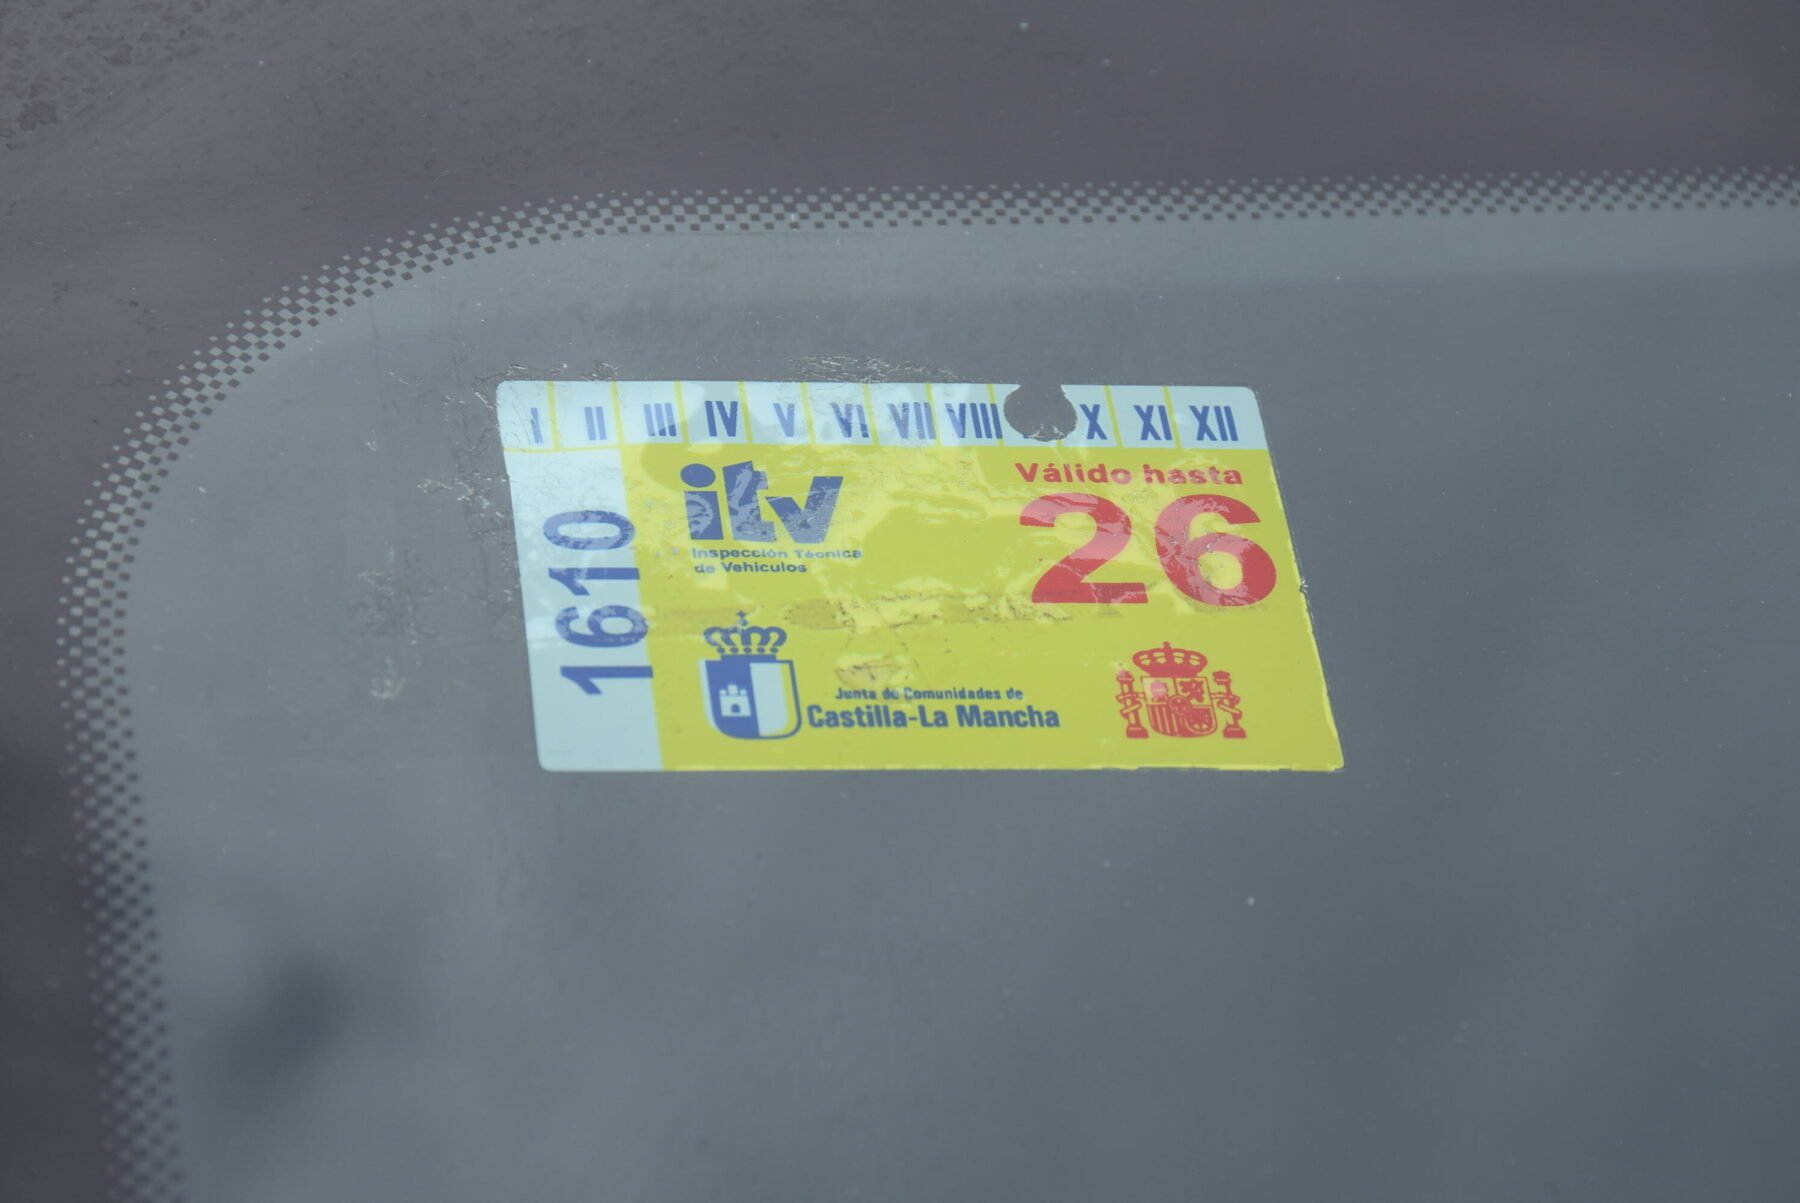 I II III IV V VI VII VIII X XI XII
Válido hasta
26
itv
Inspección Técnica
de Vehículos
1610
Junta de Comunidades de
Castilla-La Mancha